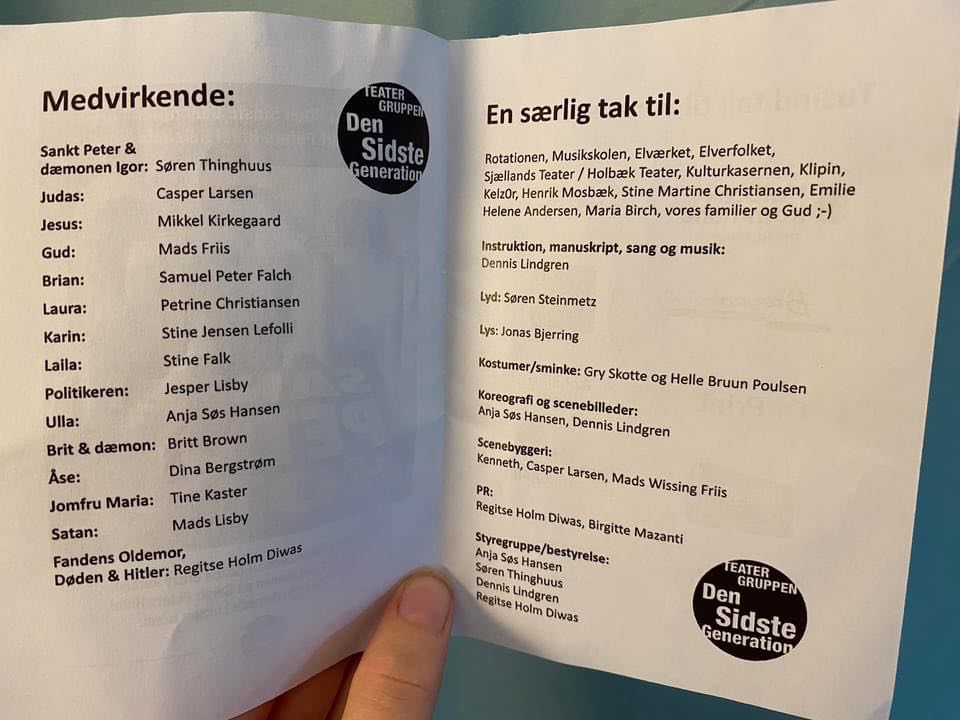 Medvirkende:
TEATER
GRUPPEN
Den
Sidste
Generation
Sankt Peter &
dæmonen Igor: Søren Thinghuus
Judas: Casper Larsen
Jesus: Mikkel Kirkegaard
Gud: Mads Friis
Brian: Samuel Peter Falch
Laura: Petrine Christiansen
Karin: Stine Jensen Lefolli
Laila: Stine Falk
Politikeren: Jesper Lisby
Ulla: Anja Søs Hansen
Brit & dæmon: Britt Brown
Åse: Dina Bergstrøm
Jomfru Maria: Tine Kaster
Satan: Mads Lisby
Fandens Oldemor,
Døden & Hitler: Regitse Holm Diwas
En særlig tak til:
Rotationen, Musikskolen, Elværket, Elverfolket,
Sjællands Teater / Holbæk Teater, Kulturkasernen, Klipin,
Kelz0r, Henrik Mosbæk, Stine Martine Christiansen, Emilie
Helene Andersen, Maria Birch, vores familier og Gud ;-)
Instruktion, manuskript, sang og musik:
Dennis Lindgren
Lyd: Søren Steinmetz
Lys: Jonas Bjerring
Kostumer/sminke: Gry Skotte og Helle Bruun Poulsen
Koreografi og scenebilleder:
Anja Søs Hansen, Dennis Lindgren
Scenebyggeri:
Kenneth, Casper Larsen, Mads Wissing Friis
PR:
Regitse Holm Diwas, Birgitte Mazanti
Styregruppe/bestyrelse:
Anja Søs Hansen
Søren Thinghuus
Dennis Lindgren
Regitse Holm Diwas
TEATER
GRUPPEN
Den
Sidste
Generation